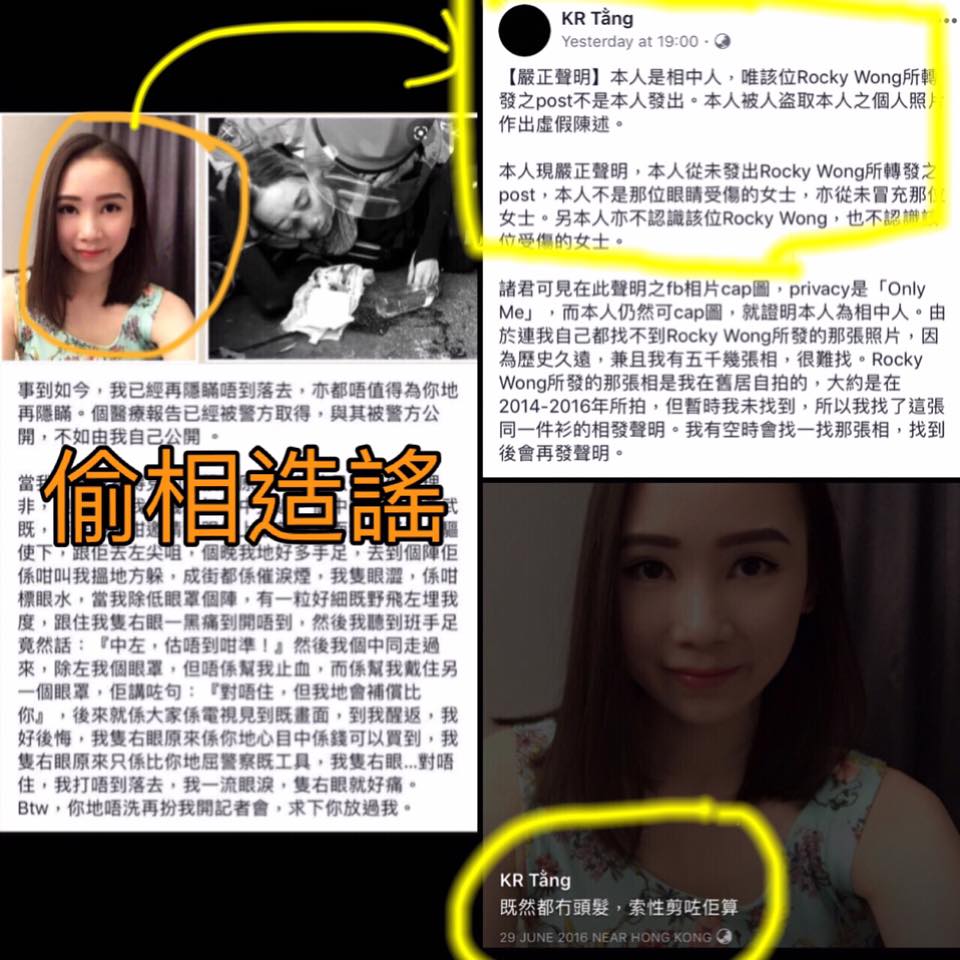 事到如今，我已經再隱瞞唔到落去，亦都唔值得為你地
再隱瞞。個醫療報告已經被警方取得，與其被警方公
開，不如由我自己公開 。
偷相造謠
使下，跟佢去左尖咀，個晚我地好多手足，去到個陣佢
係咁叫我搵地方躲，成街都係催淚煙，我隻眼澀，係咁
標眼水，當我除低眼罩個陣，有一粒好細既野飛左埋我
度，跟住我隻右眼一黑痛到開唔到，然後我聽到班手足
竟然話：『中左，估唔到咁準！』然後我個中同走過
來，除左我個眼罩，但唔係幫我止血，而係幫我戴住另
一個眼罩，佢講咗句：『對唔住，但我地會補償比
你』，後來就係大家係電視見到既畫面，到我醒返，我
好後悔，我隻右眼原來係你地心目中係錢可以買到，我
隻右眼原來只係比你地屈警察既工具，我隻右眼...對唔
住，我打唔到落去，我一流眼淚，隻右眼就好痛。
Btw，你地唔洗再扮我開記者會，求下你放過我。
KR Tằng
Yesterday at 19:00
【嚴正聲明】本人是相中人，唯該位Rocky Wong所轉
發之post不是本人發出。本人被人盜取本人之個人照片
作出虛假陳述。
本人現嚴正聲明，本人從未發出Rocky Wong所轉發之
post，本人不是那位眼睛受傷的女士，亦從未冒充那位
女士。另本人亦不認識該位Rocky Wong，也不認識該
位受傷的女士。
諸君可見在此聲明之fb相片cap圖，privacy是「Only
Me」，而本人仍然可cap圖，就證明本人為相中人。由
於連我自己都找不到Rocky Wong所發的那張照片，因
為歷史久遠，兼且我有五千幾張相，很難找。Rocky
Wong所發的那張相是我在舊居自拍的，大約是在
2014-2016年所拍，但暫時我未找到，所以我找了這張
同一件衫的相發聲明。我有空時會找一找那張相，找到
後會再發聲明。
KR Tằng
既然都冇頭髮，索性剪咗佢算
29 JUNE 2016 NEAR HONG KONG